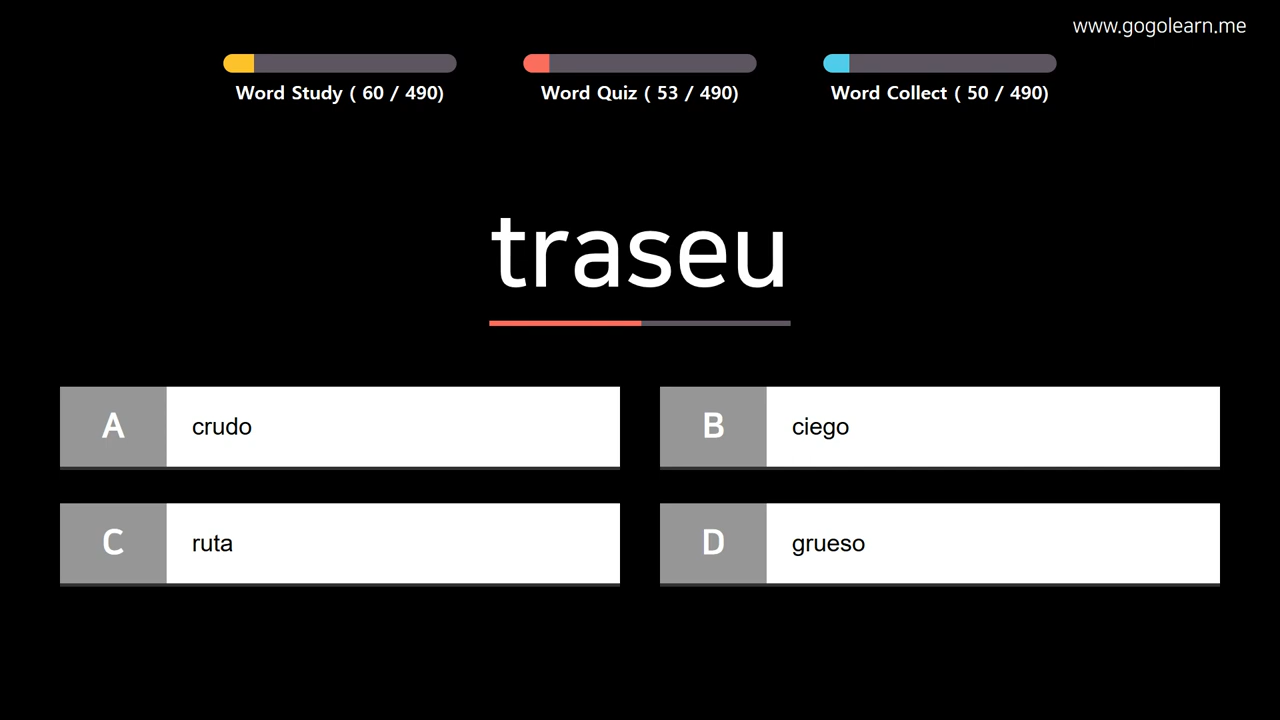 www.gogolearn.me
Word Study ( 60 / 490)
Word Quiz ( 53 / 490)
Word Collect ( 50 / 490)
traseu
A crudo
B ciego
C ruta
D grueso